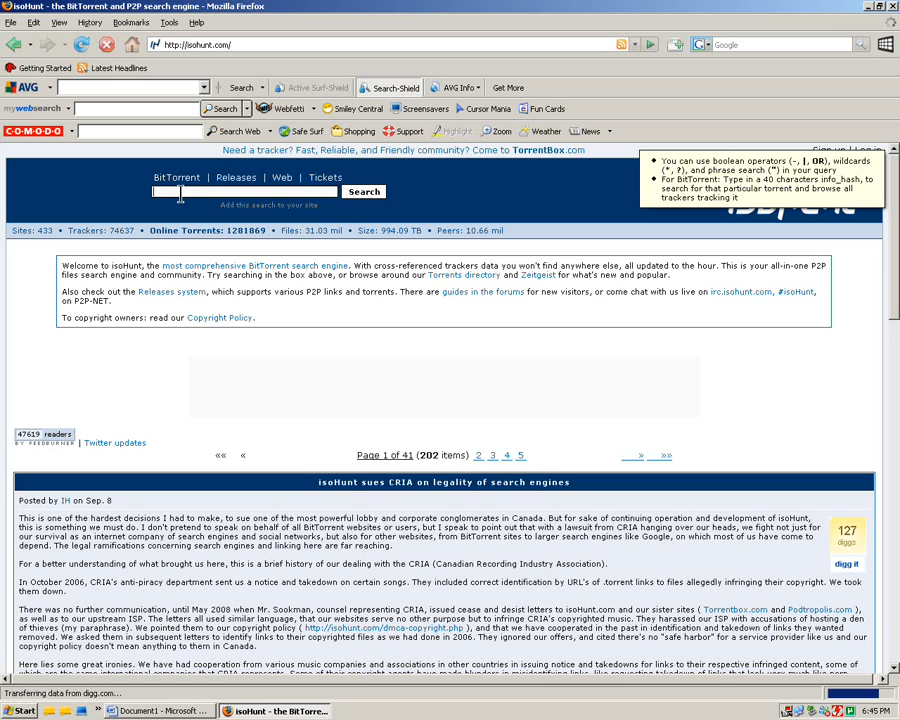 isoHunt - the BitTorrent and P2P search engine - Mozilla Firefox
File Edit View History Bookmarks Tools Help
http://isohunt.com/ Google
Getting Started Latest Headlines
AVG Search Active Surf-Shield Search-Shield AVG Info Get More
mywebsearch Search Webfetti Smiley Central Screensavers Cursor Mania Fun Cards
COMODO Search Web Safe Surf Shopping Support Highlight Zoom Weather News
Need a tracker? Fast, Reliable, and Friendly community? Come to TorrentBox.com
You can use boolean operators (-, |, OR), wildcards
(*, ?), and phrase search (") in your query
For BitTorrent: Type in a 40 characters info_hash, to
search for that particular torrent and browse all
trackers tracking it
BitTorrent | Releases | Web | Tickets
Search
Add this search to your site
Sites: 433 • Trackers: 74637 • Online Torrents: 1281869 • Files: 31.03 mil • Size: 994.09 TB • Peers: 10.66 mil
Welcome to isoHunt, the most comprehensive BitTorrent search engine. With cross-referenced trackers data you won't find anywhere else, all updated to the hour. This is your all-in-one P2P
files search engine and community. Try searching in the box above, or browse around our Torrents directory and Zeitgeist for what's new and popular.
Also check out the Releases system, which supports various P2P links and torrents. There are guides in the forums for new visitors, or come chat with us live on irc.isohunt.com, #isoHunt,
on P2P-NET.
To copyright owners: read our Copyright Policy.
47619 readers
BY FEEDBURNER | Twitter updates
«« « Page 1 of 41 (202 items) 2 3 4 5 » »»
isoHunt sues CRIA on legality of search engines
Posted by IH on Sep. 8
This is one of the hardest decisions I had to make, to sue one of the most powerful lobby and corporate conglomerates in Canada. But for sake of continuing operation and development of isoHunt,
this is something we must do. I don't pretend to speak on behalf of all BitTorrent websites or users, but I speak to point out that with a lawsuit from CRIA hanging over our heads, we fight not just for
our survival as an internet company of search engines and social networks, but also for other websites, from BitTorrent sites to larger search engines like Google, on which most of us have come to
depend. The legal ramifications concerning search engines and linking here are far reaching.
127
diggs
digg it
For a better understanding of what brought us here, this is a brief history of our dealing with the CRIA (Canadian Recording Industry Association).
In October 2006, CRIA's anti-piracy department sent us a notice and takedown on certain songs. They included correct identification by URL's of .torrent links to files allegedly infringing their copyright. We took
them down.
There was no further communication, until May 2008 when Mr. Sookman, counsel representing CRIA, issued cease and desist letters to isoHunt.com and our sister sites ( Torrentbox.com and Podtropolis.com ),
as well as to our upstream ISP. The letters all used similar language, that our websites serve no other purpose but to infringe CRIA's copyrighted music. They harassed our ISP with accusations of hosting a den
of thieves (my paraphrase). We pointed them to our copyright policy ( http://isohunt.com/dmca-copyright.php ), and that we have cooperated in the past in identification and takedown of links they wanted
removed. We asked them in subsequent letters to identify links to their copyrighted files as we had done in 2006. They ignored our offers, and cited there's no "safe harbor" for a service provider like us and our
copyright policy doesn't mean anything to them in Canada.
Here lies some great ironies. We have had cooperation from various music companies and associations in other countries in issuing notice and takedowns for links to their respective infringed content, some of
Transferring data from digg.com...
Start Document1 - Microsoft ... isoHunt - the BitTorre... 6:45 PM